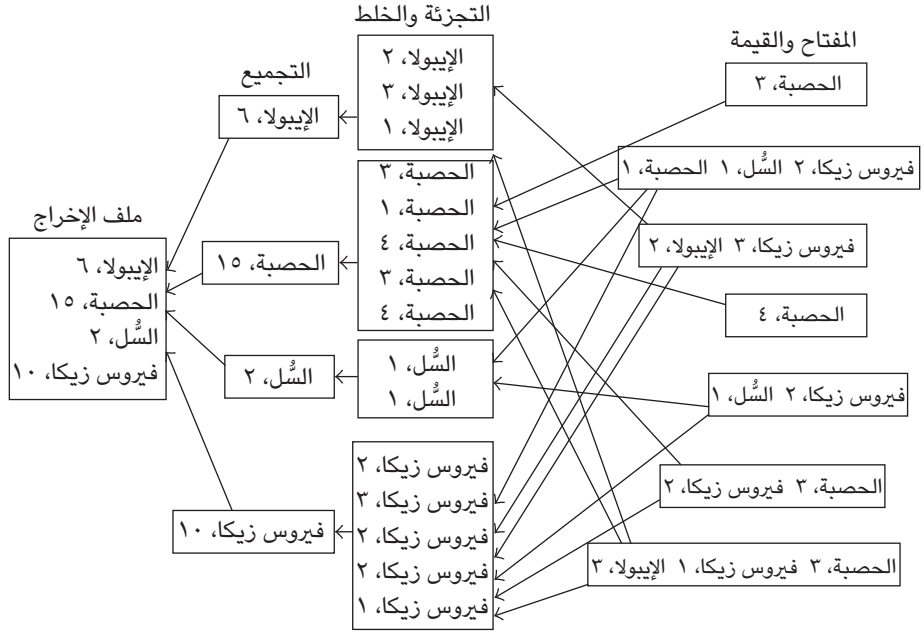 المفتاح والقيمة
الحصبة، ٣
فيروس زيكا، ٢ السُّل، ١ الحصبة، ١
فيروس زيكا، ٣ الإيبولا، ٢
الحصبة، ٤
فيروس زيكا، ٢ السُّل، ١
الحصبة، ٣ فيروس زيكا، ٢
الحصبة، ٣ فيروس زيكا، ١ الإيبولا، ٣
التجزئة والخلط
الإيبولا، ٢
الإيبولا، ٣
الإيبولا، ١
الحصبة، ٣
الحصبة، ١
الحصبة، ٤
الحصبة، ٣
الحصبة، ٤
السُّل، ١
السُّل، ١
فيروس زيكا، ٢
فيروس زيكا، ٣
فيروس زيكا، ٢
فيروس زيكا، ٢
فيروس زيكا، ١
التجميع
الإيبولا، ٦
الحصبة، ١٥
السُّل، ٢
فيروس زيكا، ١٠
ملف الإخراج
الإيبولا، ٦
الحصبة، ١٥
السُّل، ٢
فيروس زيكا، ١٠